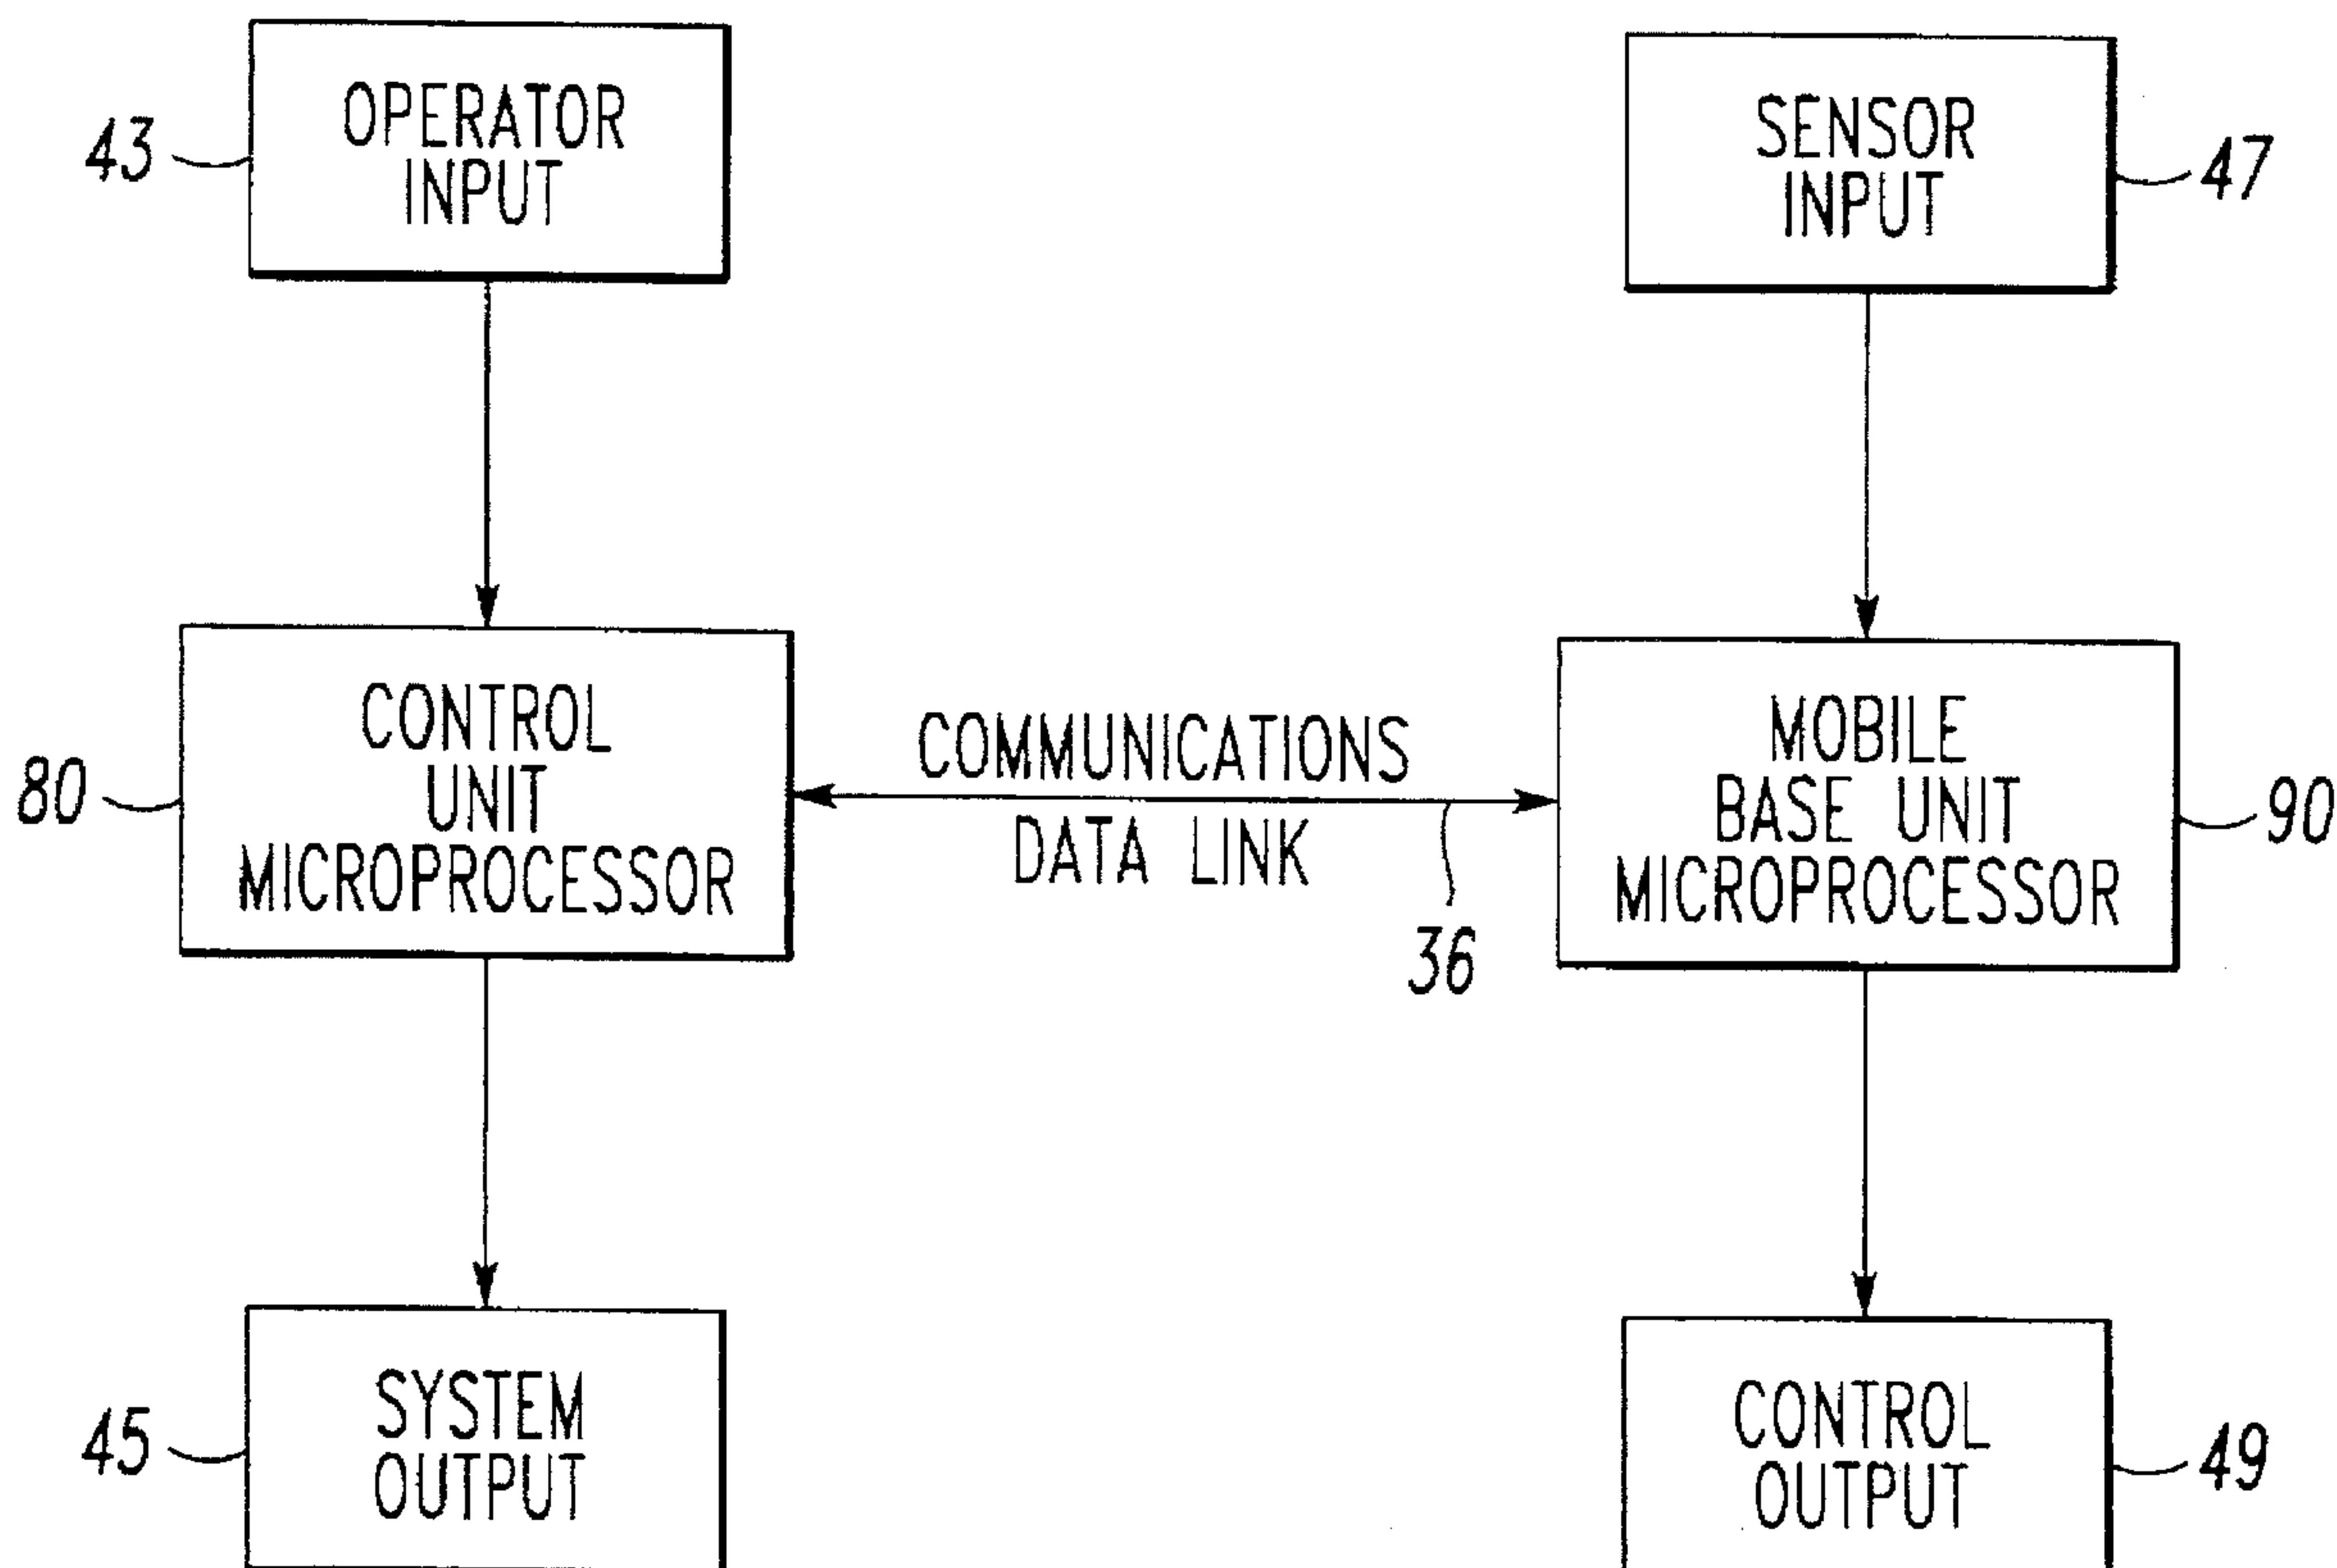 OPERATOR
INPUT
43
SENSOR
INPUT
47
CONTROL
UNIT
MICROPROCESSOR
80
COMMUNICATIONS
DATA LINK
36
MOBILE
BASE UNIT
MICROPROCESSOR
90
SYSTEM
OUTPUT
45
CONTROL
OUTPUT
49